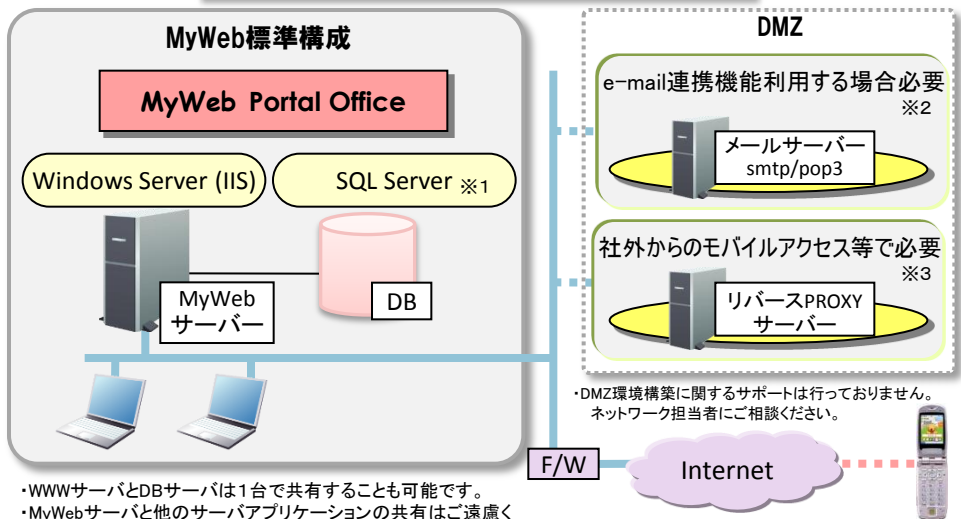 MyWeb標準構成
MyWeb Portal Office
Windows Server (IIS)
SQL Server ※1
MyWeb
サーバー
DB
DMZ
e-mail連携機能利用する場合必要
※2
メールサーバー
smtp/pop3
社外からのモバイルアクセス等で必要
※3
リバースPROXY
サーバー
・DMZ環境構築に関するサポートは行っておりません。
ネットワーク担当者にご相談ください。
F/W
Internet
・WWWサーバとDBサーバは1台で共有することも可能です。
・MyWebサーバと他のサーバアプリケーションの共有はご遠慮く